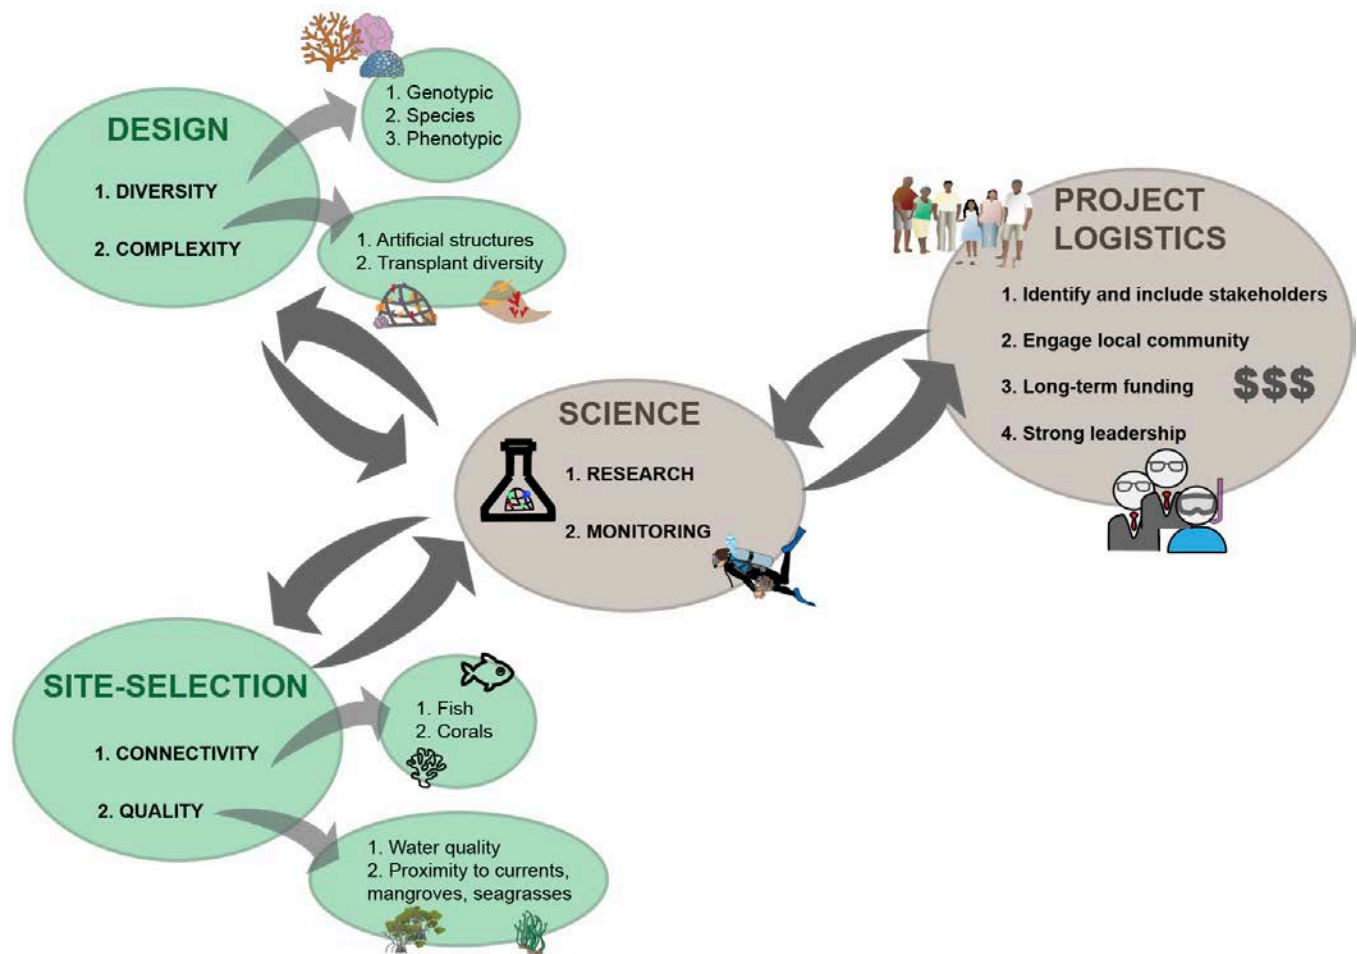 DESIGN
1. DIVERSITY
2. COMPLEXITY
1. Genotypic
2. Species
3. Phenotypic
1. Artificial structures
2. Transplant diversity
SCIENCE
1. RESEARCH
2. MONITORING
PROJECT
LOGISTICS
1. Identify and include stakeholders
2. Engage local community
3. Long-term funding $$$
4. Strong leadership
SITE-SELECTION
1. CONNECTIVITY
2. QUALITY
1. Fish
2. Corals
1. Water quality
2. Proximity to currents,
mangroves, seagrasses